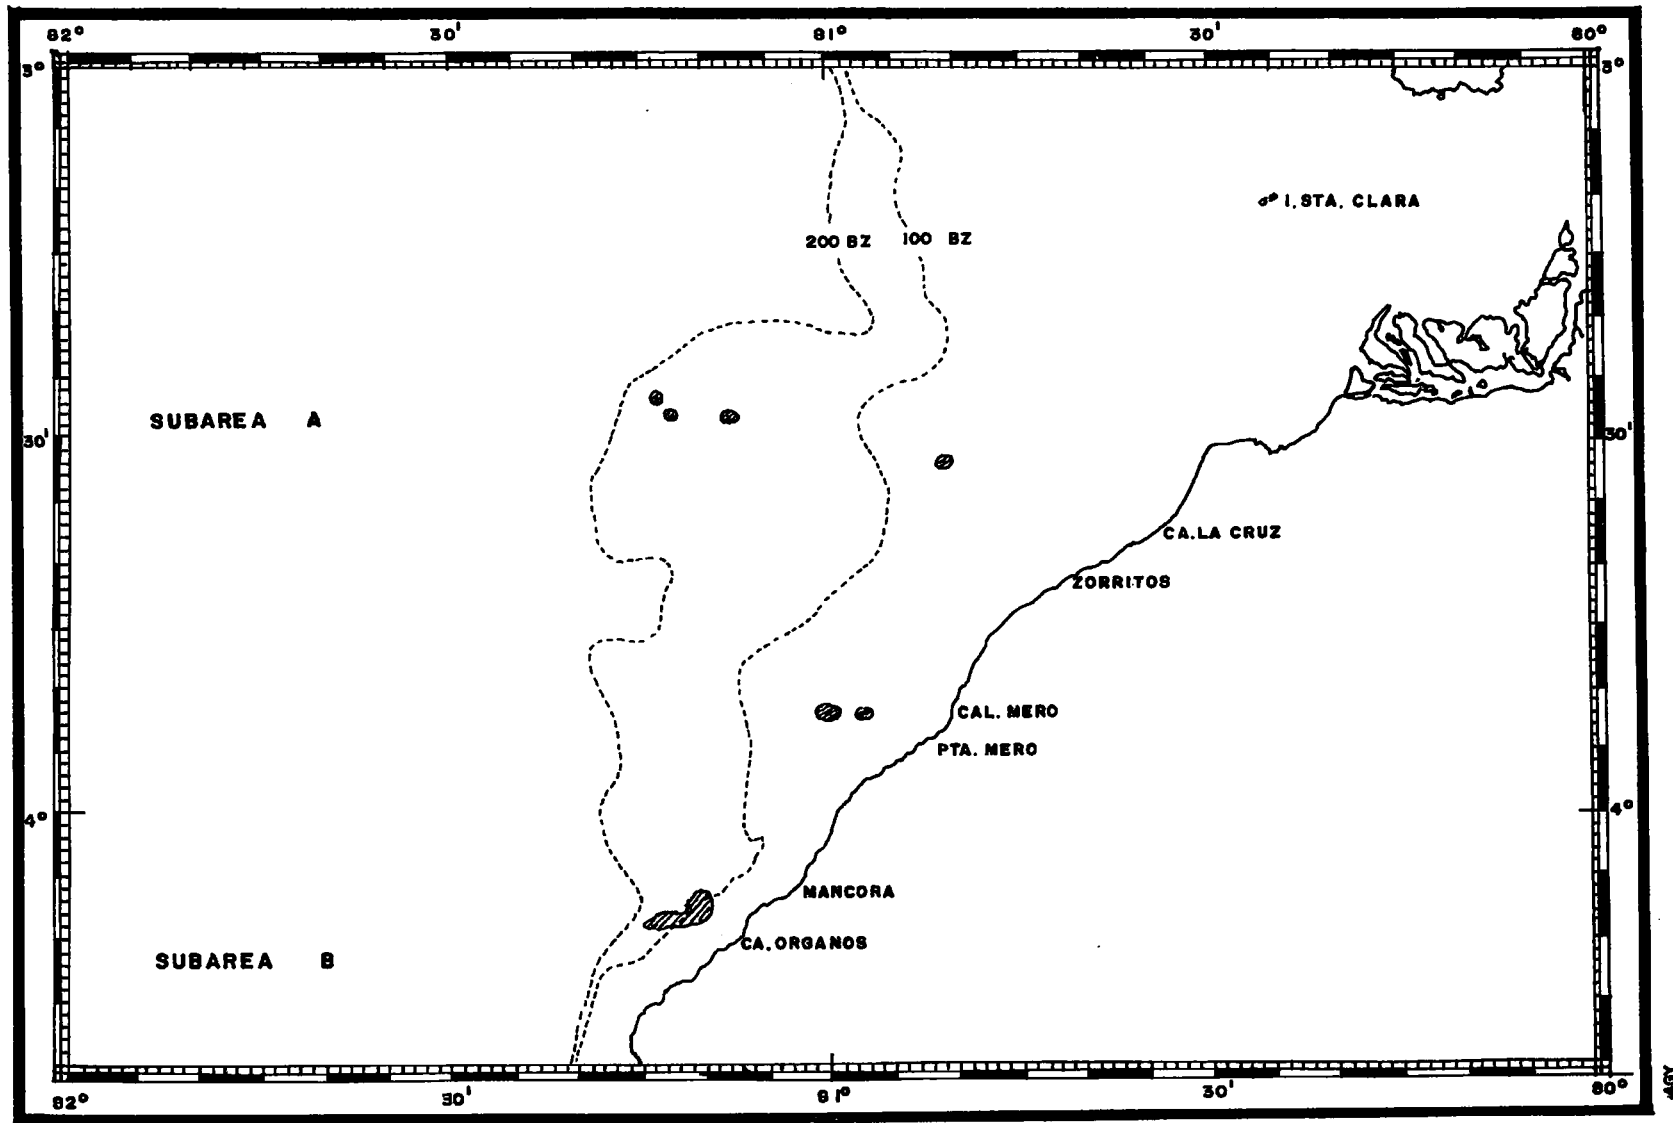 82° 30' 81° 30' 80°
3° 3°
I. STA. CLARA
200 BZ 100 BZ
SUBAREA A
30' 30'
CA. LA CRUZ
ZORRITOS
CAL. MERO
PTA. MERO
4° 4°
MANCORA
CA. ORGANOS
SUBAREA B
82° 30' 81° 30' 80°